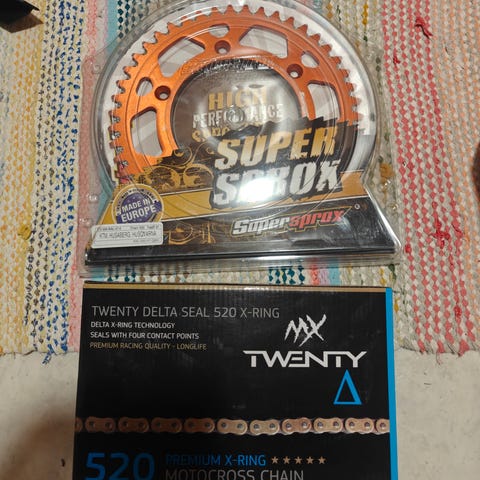 HIGH
PERFORMANCE
SUPER
SPROX
MADE IN
EUROPE
KTM, HUSABERG, HUSQVARNA
Supersprox
TWENTY DELTA SEAL 520 X-RING
DELTA X-RING TECHNOLOGY
SEALS WITH FOUR CONTACT POINTS
PREMIUM RACING QUALITY - LONGLIFE
MX
TWENTY
520
PREMIUM X-RING ★★★★★
MOTOCROSS CHAIN